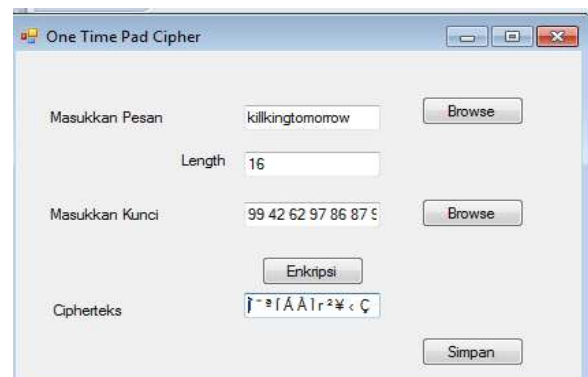 One Time Pad Cipher
Masukkan Pesan killkingtomorrow Browse
Length 16
Masukkan Kunci 99 42 62 97 86 87 9 Browse
Enkripsi
Cipherteks
Simpan